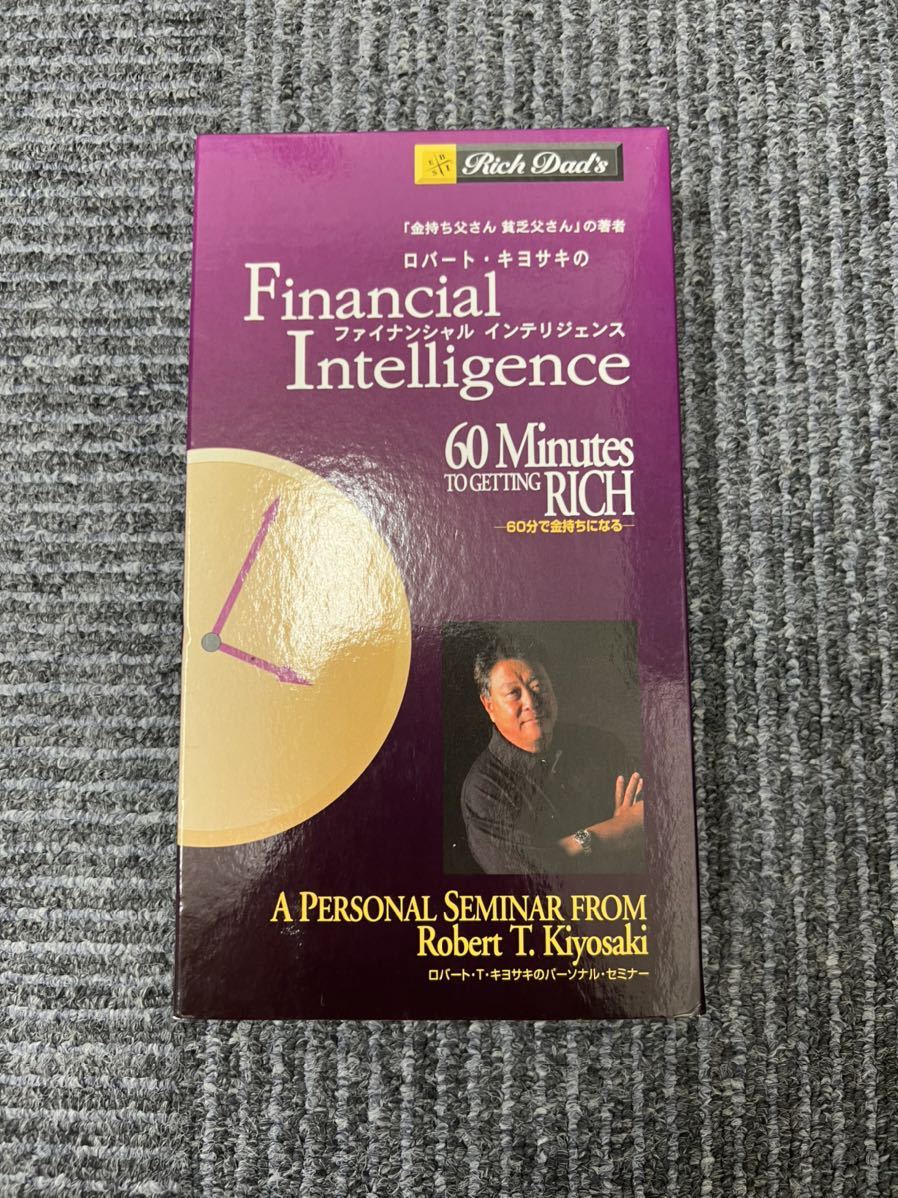 E B S I
Rich Dad's
「金持ち父さん 貧乏父さん」の著者
ロバート・キヨサキの
Financial
ファイナンシャル インテリジェンス
Intelligence
60 Minutes
TO GETTING RICH
60分で金持ちになる
A PERSONAL SEMINAR FROM
Robert T. Kiyosaki
ロバート・T・キヨサキのパーソナル・セミナー